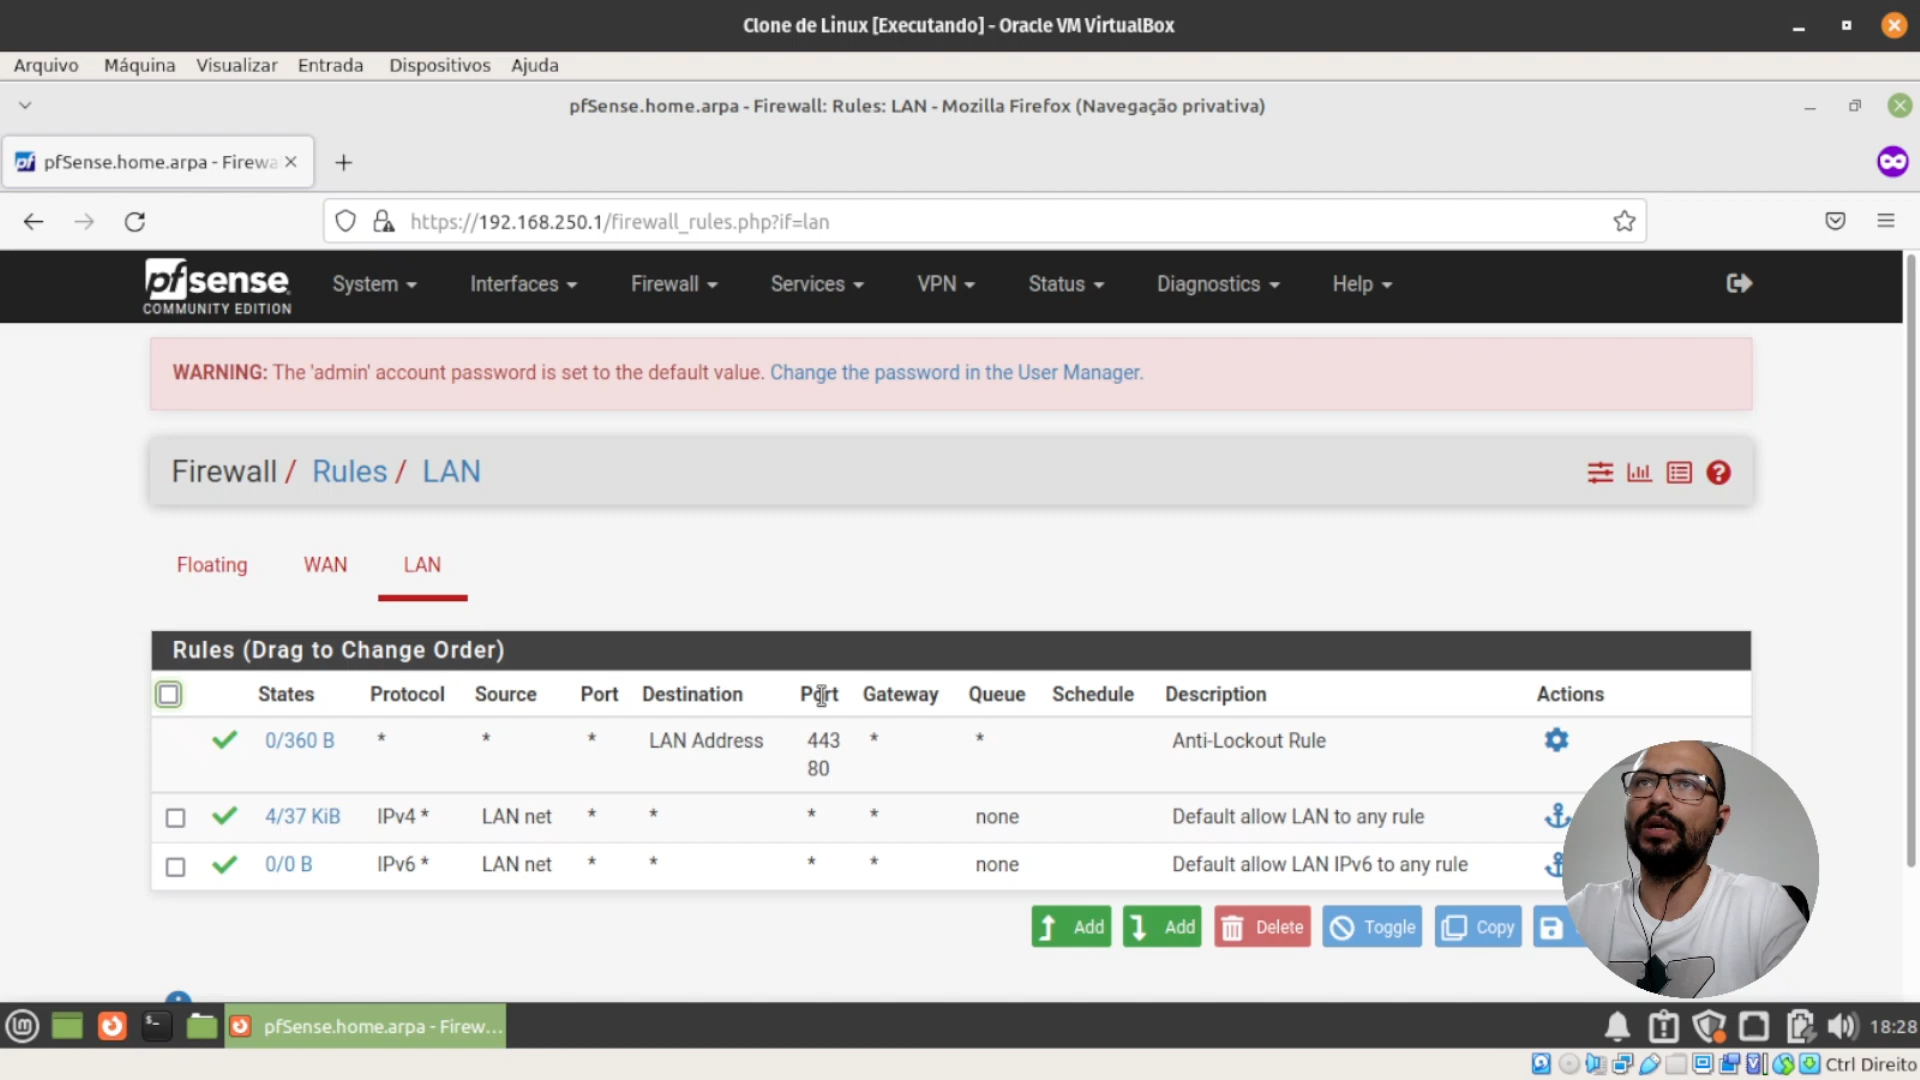 Clone de Linux [Executando] - Oracle VM VirtualBox
Arquivo Máquina Visualizar Entrada Dispositivos Ajuda
pfSense.home.arpa - Firewall: Rules: LAN - Mozilla Firefox (Navegação privativa)
pfSense.home.arpa - Firewa
https://192.168.250.1/firewall_rules.php?if=lan
pfsense COMMUNITY EDITION
System Interfaces Firewall Services VPN Status Diagnostics Help
WARNING: The 'admin' account password is set to the default value. Change the password in the User Manager.
Firewall / Rules / LAN
Floating WAN LAN
Rules (Drag to Change Order)
States Protocol Source Port Destination Port Gateway Queue Schedule Description Actions
0/360 B * * * LAN Address 443 80 * * Anti-Lockout Rule
4/37 KiB IPv4 * LAN net * * * * none Default allow LAN to any rule
0/0 B IPv6 * LAN net * * * * none Default allow LAN IPv6 to any rule
Add Add Delete Toggle Copy
pfSense.home.arpa - Firew...
18:28
Ctrl Direito